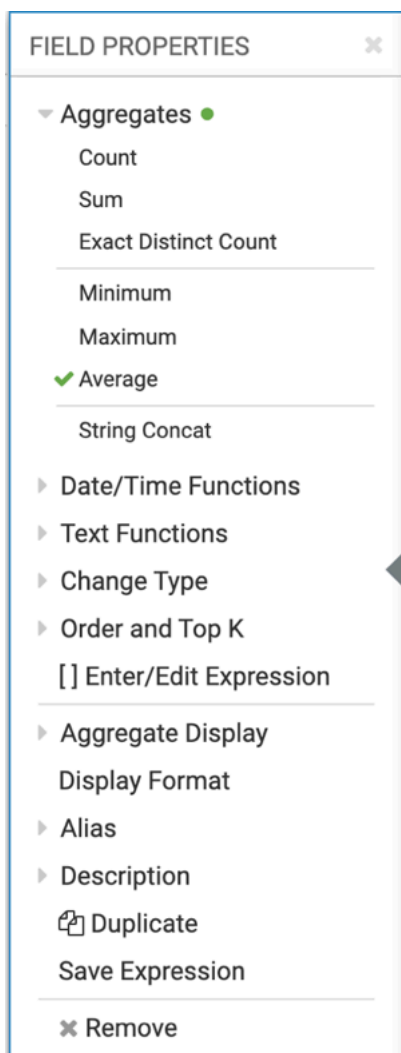 FIELD PROPERTIES
Aggregates
Count
Sum
Exact Distinct Count
Minimum
Maximum
Average
String Concat
Date/Time Functions
Text Functions
Change Type
Order and Top K
[ ] Enter/Edit Expression
Aggregate Display
Display Format
Alias
Description
Duplicate
Save Expression
Remove